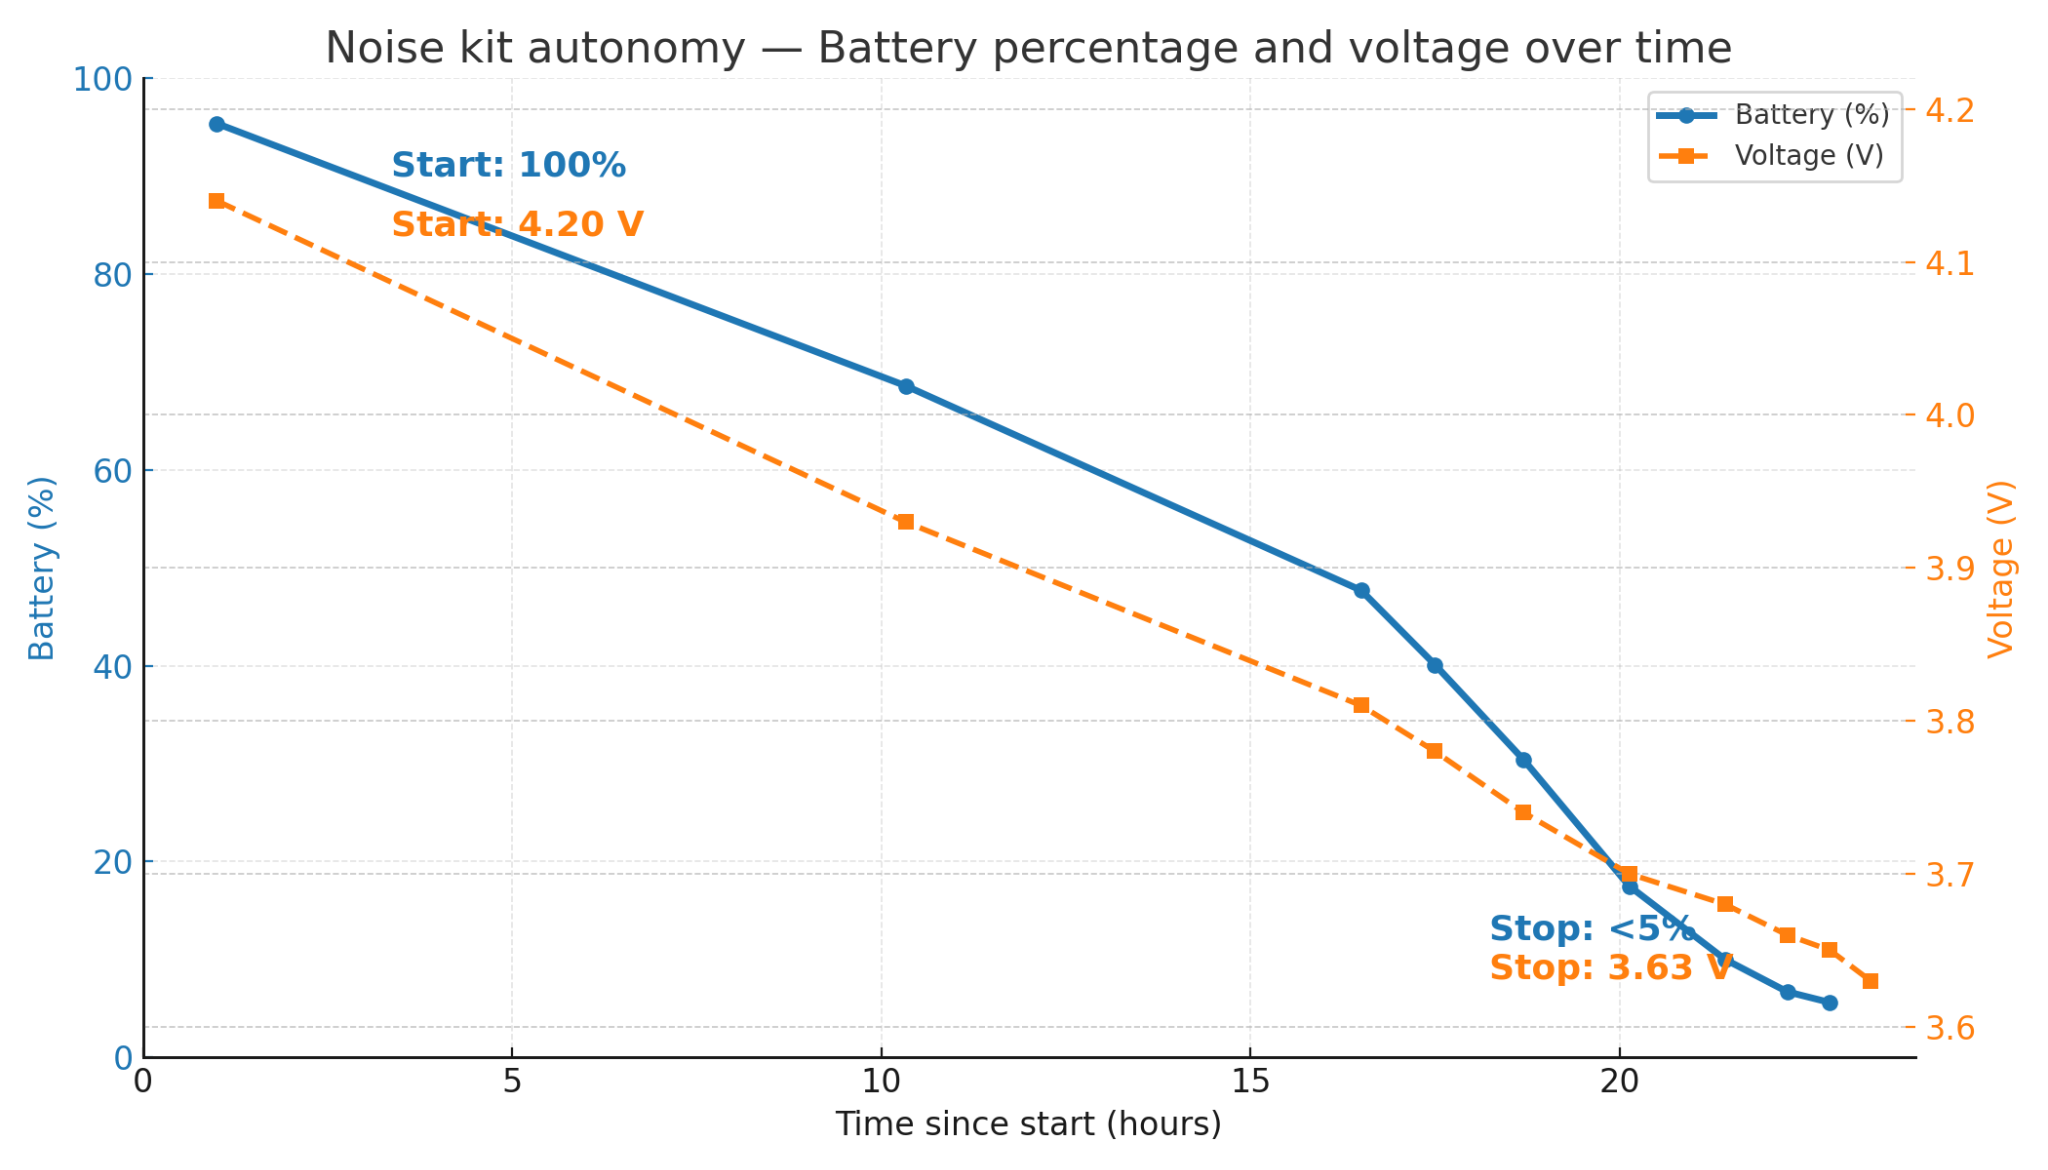 Noise kit autonomy — Battery percentage and voltage over time
100
80
60
40
20
0
Battery (%)
Start: 100%
Start: 4.20 V
Battery (%)
Voltage (V)
4.2
4.1
4.0
3.9
3.8
3.7
3.6
Voltage (V)
Stop: <5%
Stop: 3.63 V
0 5 10 15 20
Time since start (hours)